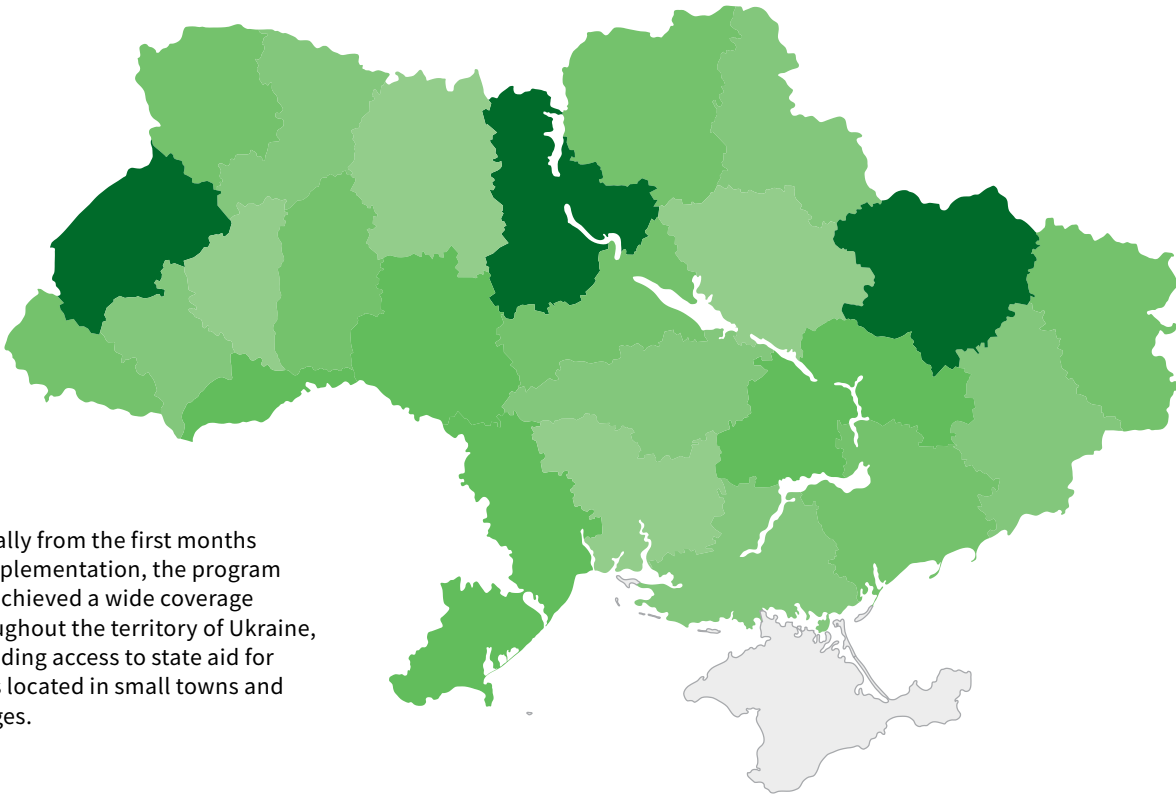 ally from the first months
plementation, the program
chieved a wide coverage
ughout the territory of Ukraine,
ding access to state aid for
s located in small towns and
ges.